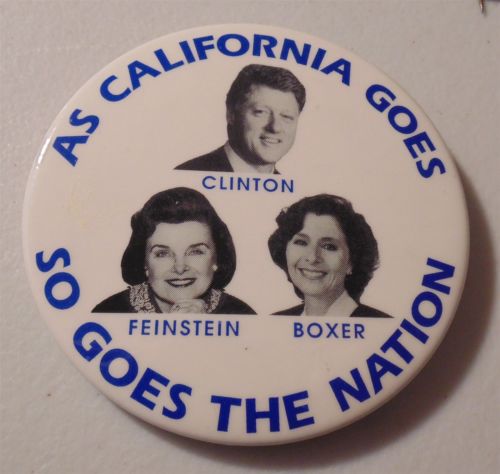 AS CALIFORNIA GOES
CLINTON
FEINSTEIN
BOXER
SO GOES THE NATION